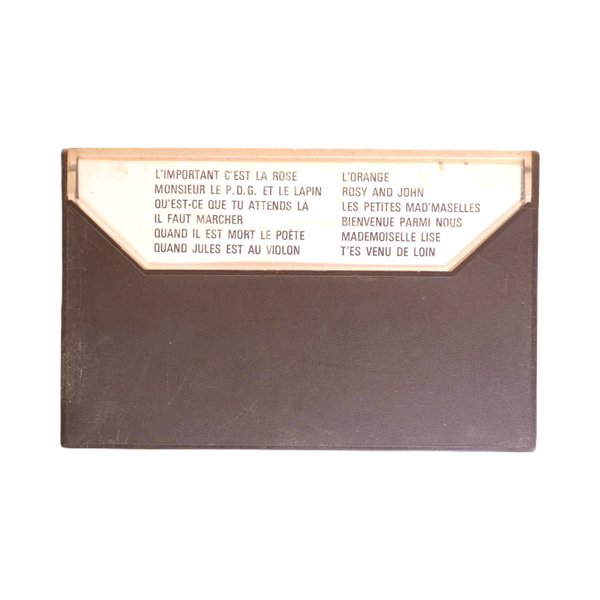 L'IMPORTANT C'EST LA ROSE
MONSIEUR LE P.D.G. ET LE LAPIN
QU'EST-CE QUE TU ATTENDS LA
IL FAUT MARCHER
QUAND IL EST MORT LE POÈTE
QUAND JULES EST AU VIOLON
L'ORANGE
ROSY AND JOHN
LES PETITES MAD'MASELLES
BIENVENUE PARMI NOUS
MADEMOISELLE LISE
T'ES VENU DE LOIN